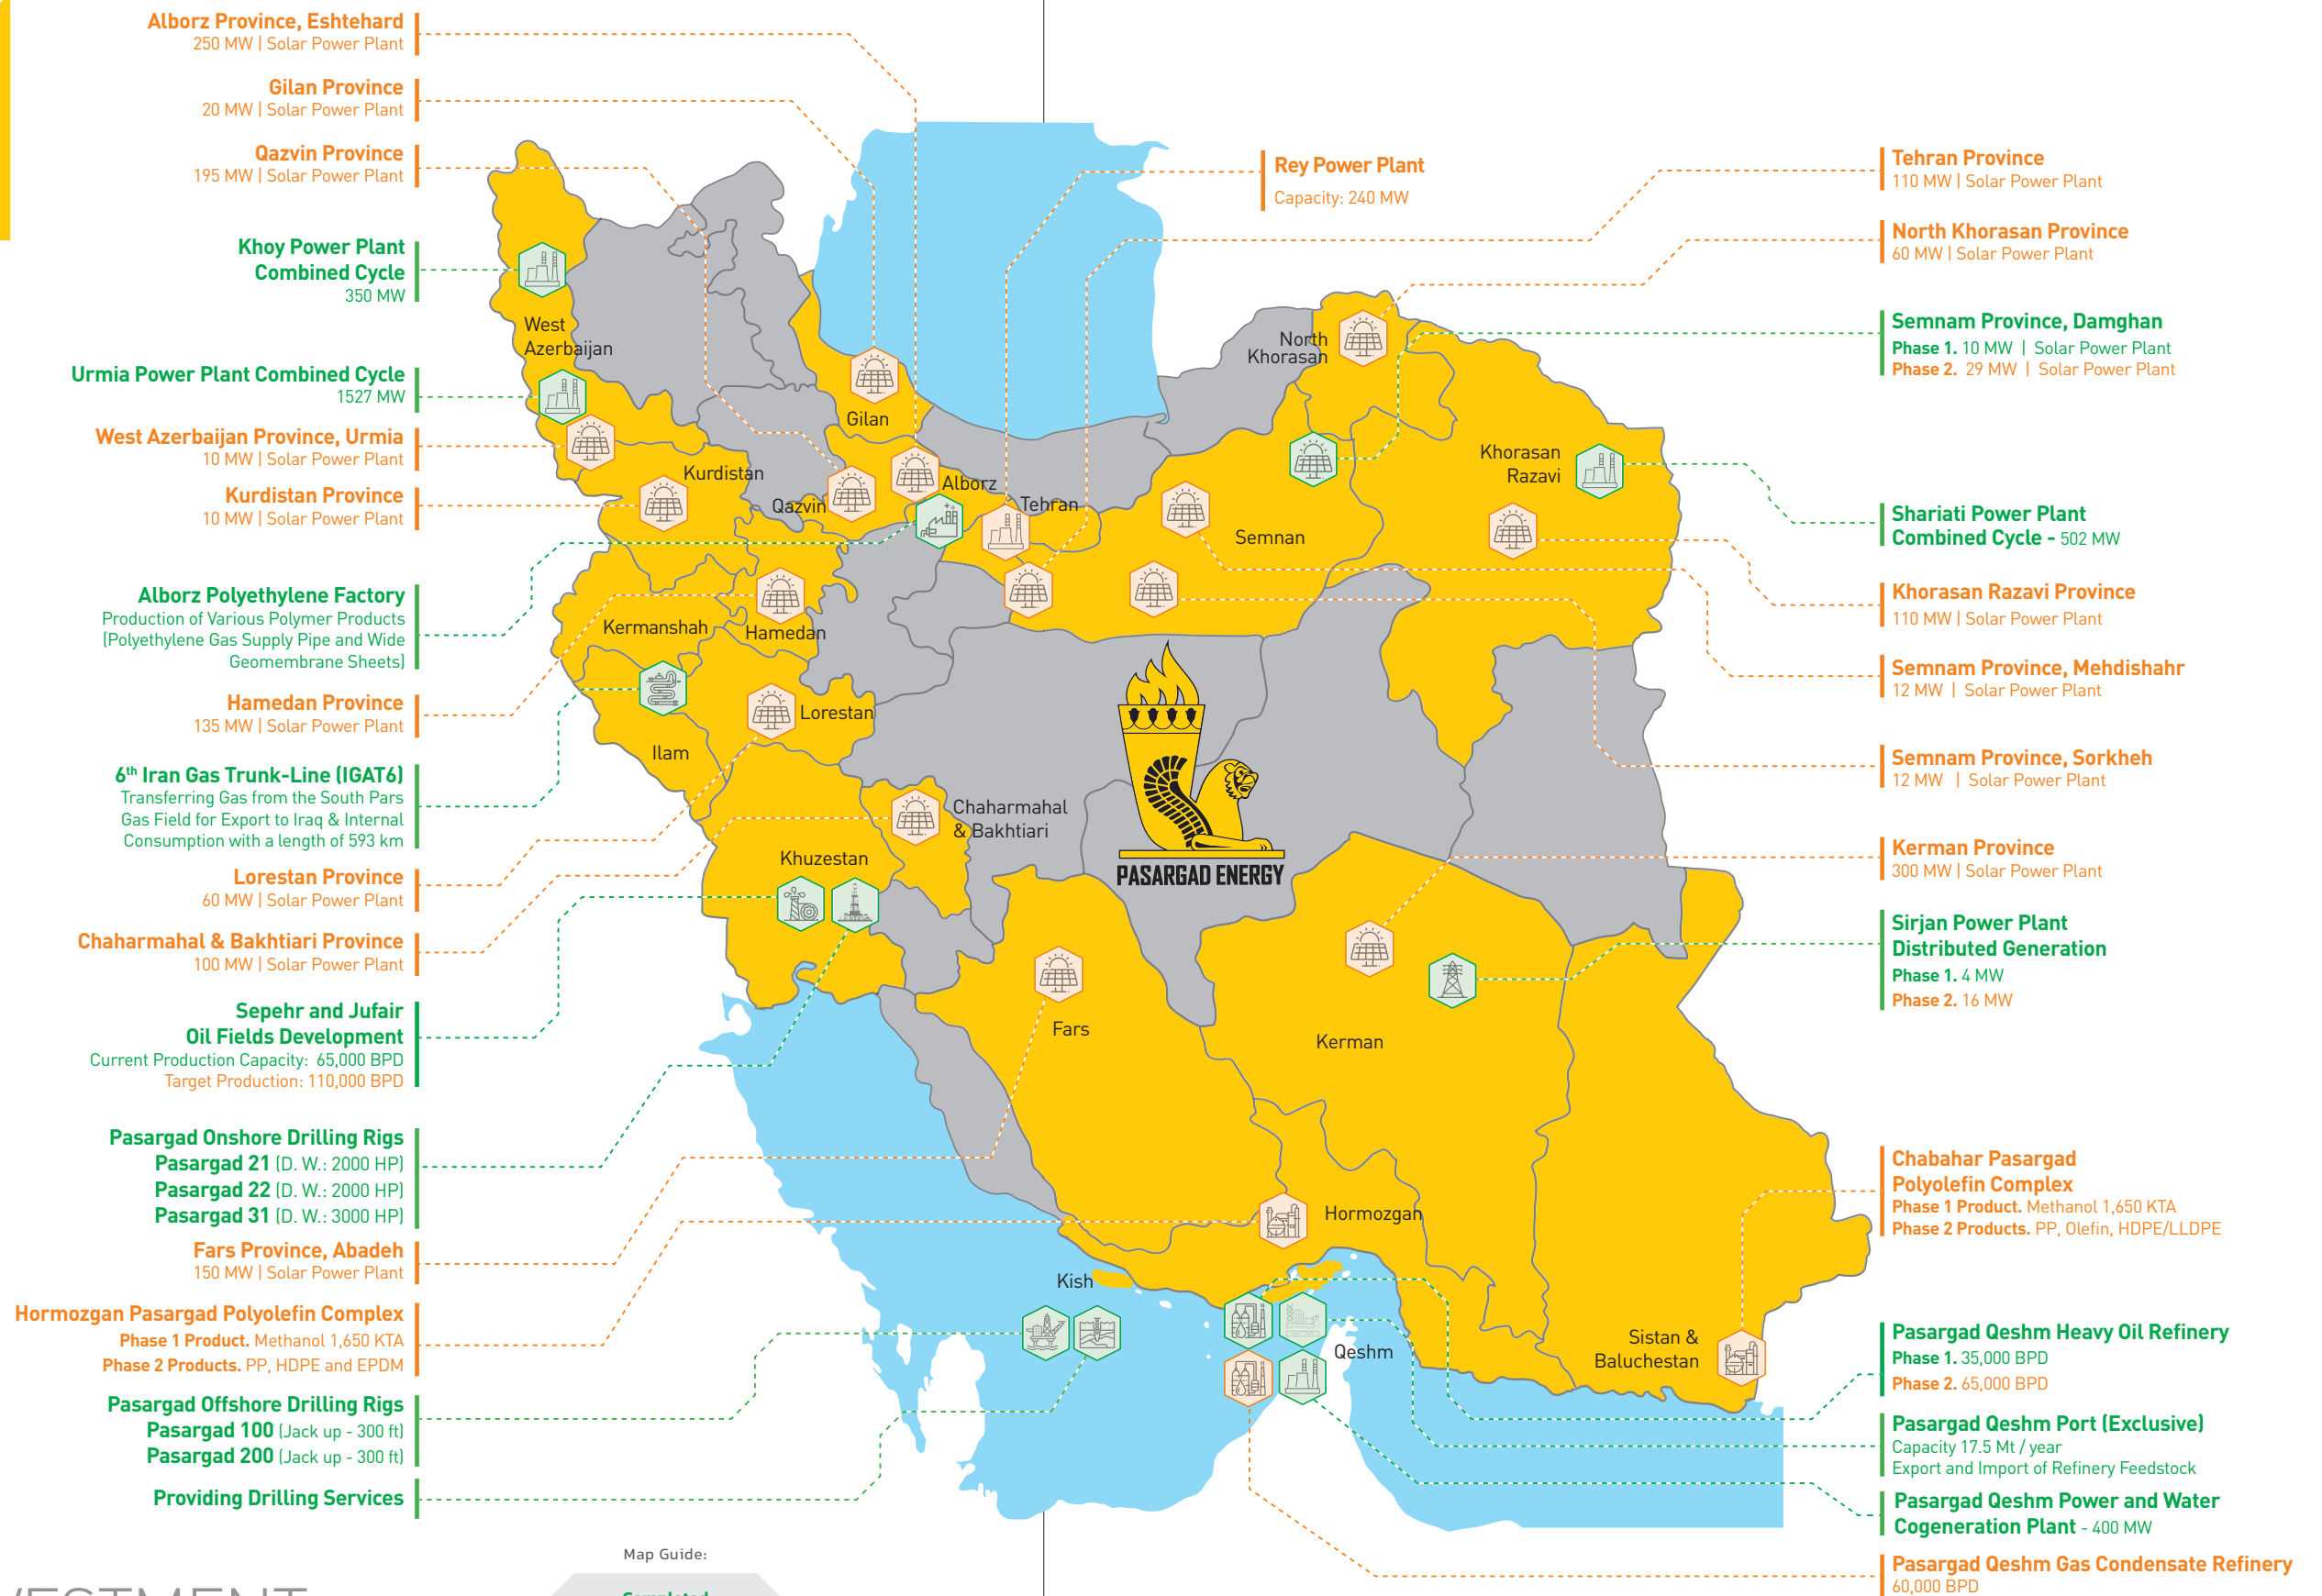 Alborz Province, Eshtehard
250 MW | Solar Power Plant
Gilan Province
20 MW | Solar Power Plant
Qazvin Province
195 MW | Solar Power Plant
Khoy Power Plant
Combined Cycle
350 MW
Urmia Power Plant Combined Cycle
1527 MW
West Azerbaijan Province, Urmia
10 MW | Solar Power Plant
Kurdistan Province
10 MW | Solar Power Plant
Alborz Polyethylene Factory
Production of Various Polymer Products
(Polyethylene Gas Supply Pipe and Wide
Geomembrane Sheets)
Hamedan Province
135 MW | Solar Power Plant
6th Iran Gas Trunk-Line (IGAT6)
Transferring Gas from the South Pars
Gas Field for Export to Iraq & Internal
Consumption with a length of 593 km
Lorestan Province
60 MW | Solar Power Plant
Chaharmahal & Bakhtiari Province
100 MW | Solar Power Plant
Sepehr and Jufair
Oil Fields Development
Current Production Capacity: 65,000 BPD
Target Production: 110,000 BPD
Pasargad Onshore Drilling Rigs
Pasargad 21 (D. W.: 2000 HP)
Pasargad 22 (D. W.: 2000 HP)
Pasargad 31 (D. W.: 3000 HP)
Fars Province, Abadeh
150 MW | Solar Power Plant
Hormozgan Pasargad Polyolefin Complex
Phase 1 Product. Methanol 1,650 KTA
Phase 2 Products. PP, HDPE and EPDM
Pasargad Offshore Drilling Rigs
Pasargad 100 (Jack up - 300 ft)
Pasargad 200 (Jack up - 300 ft)
Providing Drilling Services
West
Azerbaijan
Gilan
Kurdistan
Qazvin
Alborz
Tehran
Kermanshah
Hamedan
Lorestan
Ilam
Chaharmahal
& Bakhtiari
Khuzestan
PASARGAD ENERGY
North
Khorasan
Khorasan
Razavi
Semnan
Fars
Kerman
Hormozgan
Kish
Qeshm
Sistan &
Baluchestan
Rey Power Plant
Capacity: 240 MW
Tehran Province
110 MW | Solar Power Plant
North Khorasan Province
60 MW | Solar Power Plant
Semnam Province, Damghan
Phase 1. 10 MW | Solar Power Plant
Phase 2. 29 MW | Solar Power Plant
Shariati Power Plant
Combined Cycle - 502 MW
Khorasan Razavi Province
110 MW | Solar Power Plant
Semnam Province, Mehdishahr
12 MW | Solar Power Plant
Semnam Province, Sorkheh
12 MW | Solar Power Plant
Kerman Province
300 MW | Solar Power Plant
Sirjan Power Plant
Distributed Generation
Phase 1. 4 MW
Phase 2. 16 MW
Chabahar Pasargad
Polyolefin Complex
Phase 1 Product. Methanol 1,650 KTA
Phase 2 Products. PP, Olefin, HDPE/LLDPE
Pasargad Qeshm Heavy Oil Refinery
Phase 1. 35,000 BPD
Phase 2. 65,000 BPD
Pasargad Qeshm Port (Exclusive)
Capacity 17.5 Mt / year
Export and Import of Refinery Feedstock
Pasargad Qeshm Power and Water
Cogeneration Plant - 400 MW
Pasargad Qeshm Gas Condensate Refinery
60,000 BPD
Map Guide: